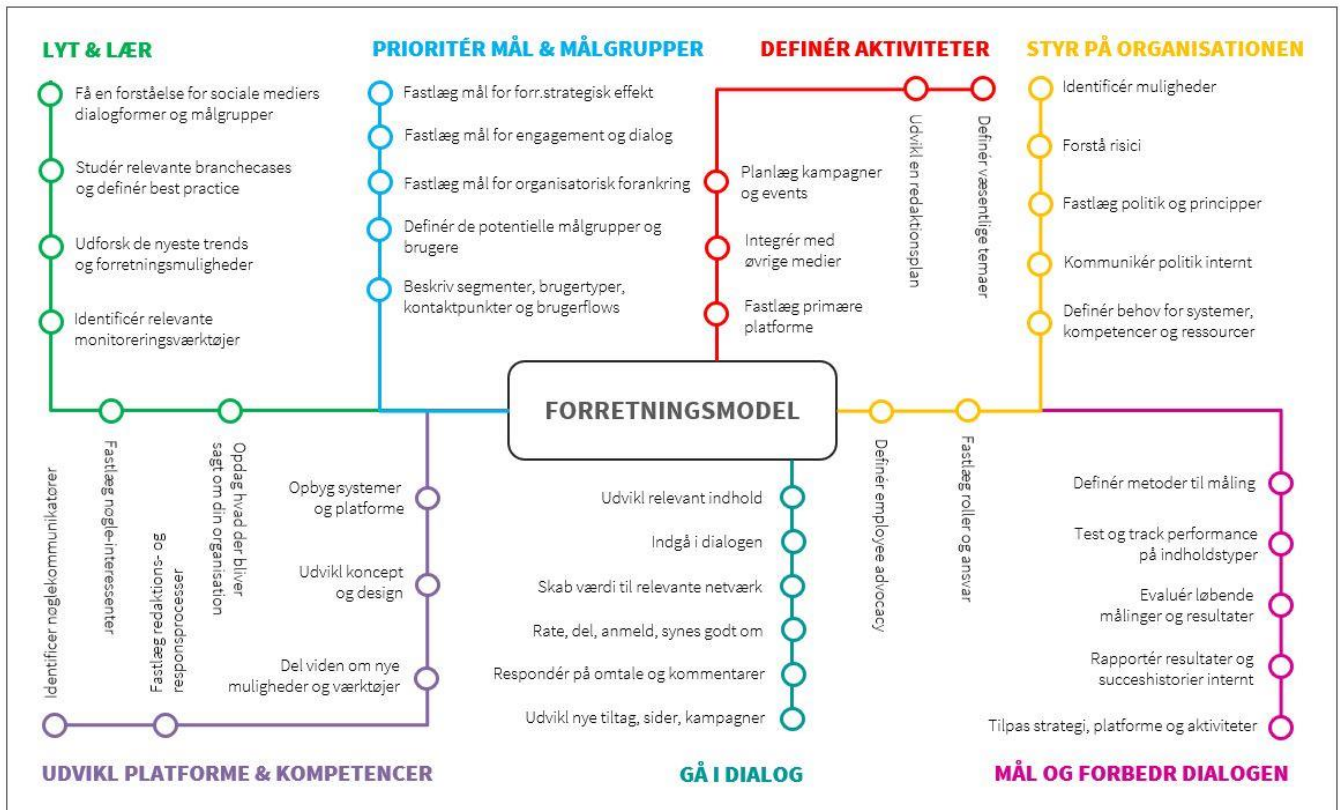 LYT & LÆR
Få en forståelse for sociale mediers
dialogformer og målgrupper
Studér relevante branchecases
og definér best practice
Udforsk de nyeste trends
og forretningsmuligheder
Identificér relevante
monitoreringsværktøjer
Fastlæg nøgle-interessenter
Opdag hvad der bliver
sagt om din organisation
PRIORITÉR MÅL & MÅLGRUPPER
Fastlæg mål for forr.strategisk effekt
Fastlæg mål for engagement og dialog
Fastlæg mål for organisatorisk forankring
Definér de potentielle målgrupper og
brugere
Beskriv segmenter, brugertyper,
kontaktpunkter og brugerflows
DEFINÉR AKTIVITETER
Definér væsentlige temaer
Udvikl en redaktionsplan
Planlæg kampagner
og events
Integrér med
øvrige medier
Fastlæg primære
platforme
STYR PÅ ORGANISATIONEN
Identificér muligheder
Forstå risici
Fastlæg politik og principper
Kommunikér politik internt
Definér behov for systemer,
kompetencer og ressourcer
Fastlæg roller og ansvar
Definér employee advocacy
FORRETNINGSMODEL
Opbyg systemer
og platforme
Udvikl koncept
og design
Del viden om nye
muligheder og værktøjer
Fastlæg redaktions- og
responsprocesser
Identificer nøglekommunikatører
UDVIKL PLATFORME & KOMPETENCER
Udvikl relevant indhold
Indgå i dialogen
Skab værdi til relevante netværk
Rate, del, anmeld, synes godt om
Respondér på omtale og kommentarer
Udvikl nye tiltag, sider, kampagner
GÅ I DIALOG
Definér metoder til måling
Test og track performance
på indholdstyper
Evaluér løbende
målinger og resultater
Rapportér resultater og
succeshistorier internt
Tilpas strategi, platforme og aktiviteter
MÅL OG FORBEDR DIALOGEN